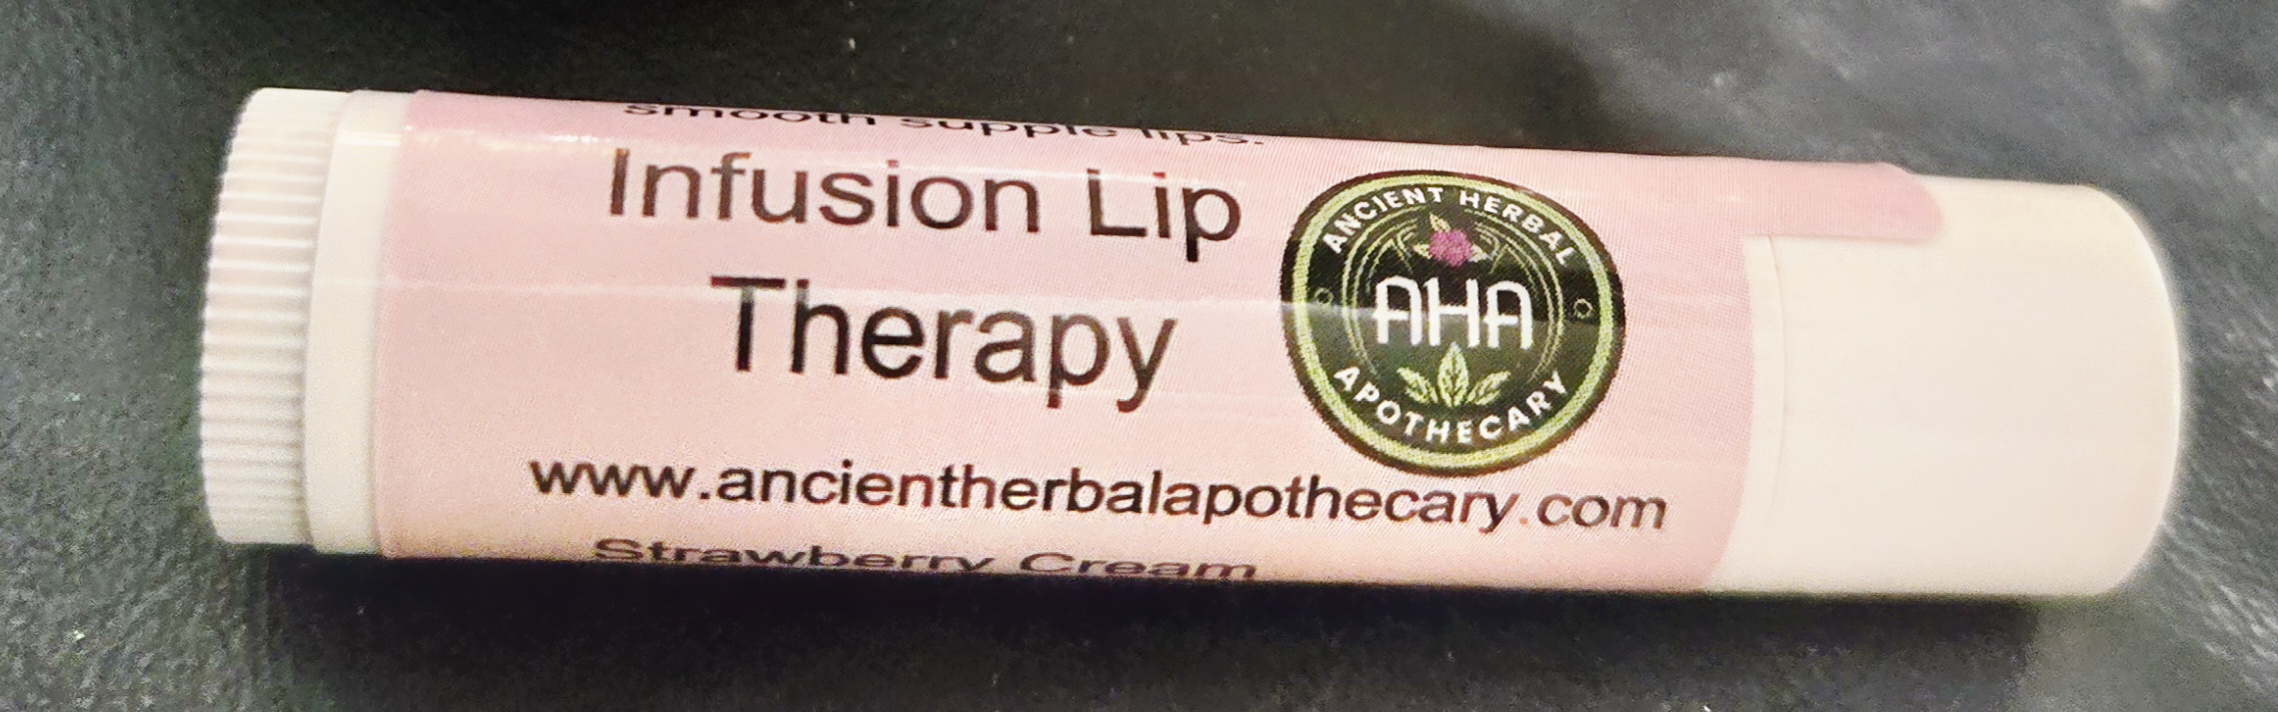 smooth supple lips.
Infusion Lip
Therapy
ANCIENT HERBAL
AHA
APOTHECARY
www.ancientherbalapothecary.com
Strawberry Cream